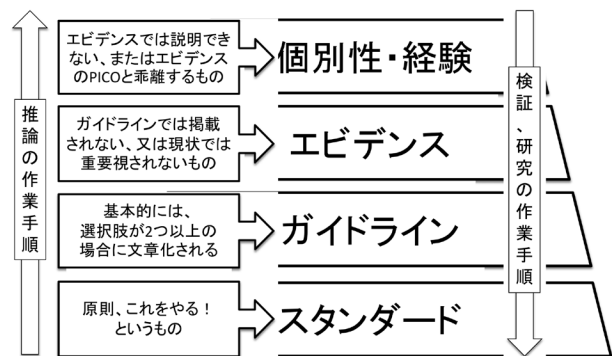 推論の作業手順
エビデンスでは説明でき
ない、またはエビデンス
のPICOと乖離するもの
個別性・経験
ガイドラインでは掲載
されない、又は現状では
重要視されないもの
エビデンス
基本的には、
選択肢が2つ以上の
場合に文章化される
ガイドライン
原則、これをやる！
というもの
スタンダード
検証、研究の作業手順